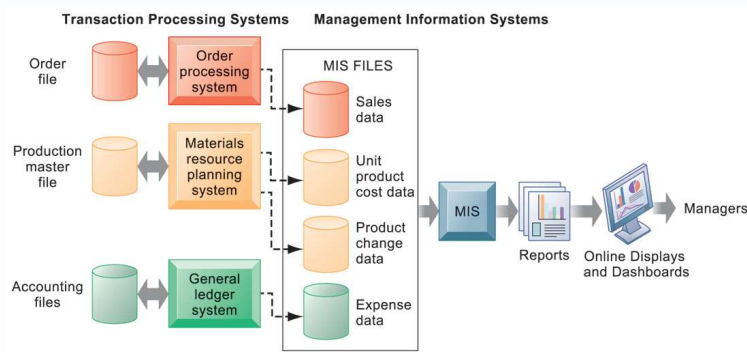 Transaction Processing Systems
Management Information Systems
Order
file
Order
processing
system
MIS FILES
Sales
data
Production
master
file
Materials
resource
planning
system
Unit
product
cost data
Product
change
data
MIS
Reports
Online Displays
and Dashboards
Managers
Accounting
files
General
ledger
system
Expense
data